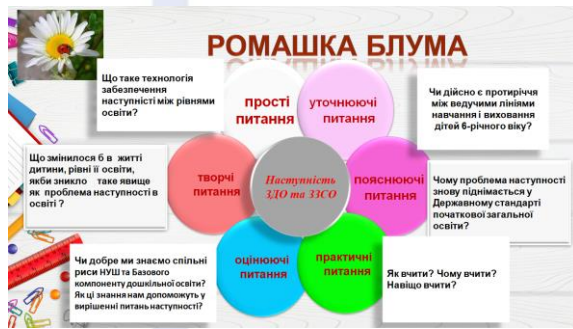 РОМАШКА БЛУМА
Що таке технологія
забезпечення
наступністі між рівнями
освіти?
прості
питання
уточнюючі
питання
Чи дійсно є протиріччя
між ведучими лініями
навчання і виховання
дітей 6-річного віку?
Що змінилося б в життї
дитини, рівні її освіти,
якби зникло таке явище
як проблема наступності в
освіті ?
творчі
питання
Наступність
ЗДО та ЗЗСО
пояснюючі
питання
Чому проблема наступності
знову піднімається у
Державному стандарті
початкової загальної
освіти?
Чи добре ми знаємо спільні
риси НУШ та Базового
компоненту дошкільної освіти?
Як ці знання нам допоможуть у
вирішенні питань наступності?
оцінюючі
питання
практичні
питання
Як вчити? Чому вчити?
Навіщо вчити?